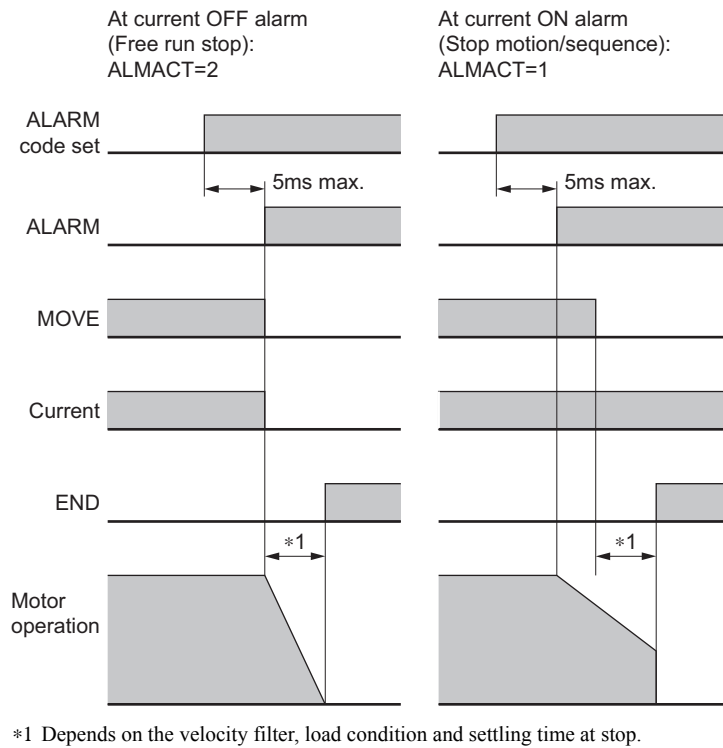 At current OFF alarm
(Free run stop):
ALMACT=2
At current ON alarm
(Stop motion/sequence):
ALMACT=1
ALARM
code set
5ms max.
5ms max.
ALARM
MOVE
Current
END
*1
*1
Motor
operation
*1 Depends on the velocity filter, load condition and settling time at stop.